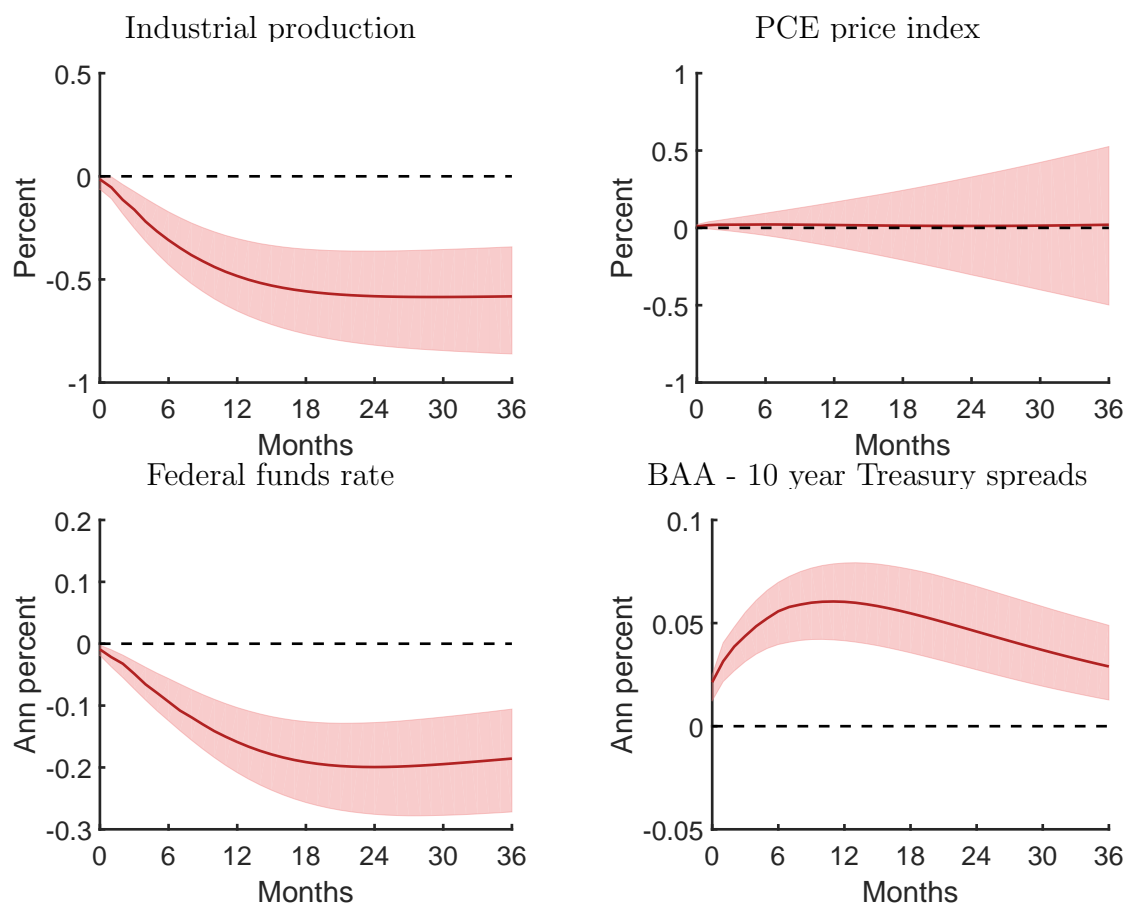 Industrial production
0.5
0
-0.5
-1
Percent
0 6 12 18 24 30 36
Months
PCE price index
1
0.5
0
-0.5
-1
Percent
0 6 12 18 24 30 36
Months
Federal funds rate
0.2
0.1
0
-0.1
-0.2
-0.3
Ann percent
0 6 12 18 24 30 36
Months
BAA - 10 year Treasury spreads
0.1
0.05
0
-0.05
Ann percent
0 6 12 18 24 30 36
Months